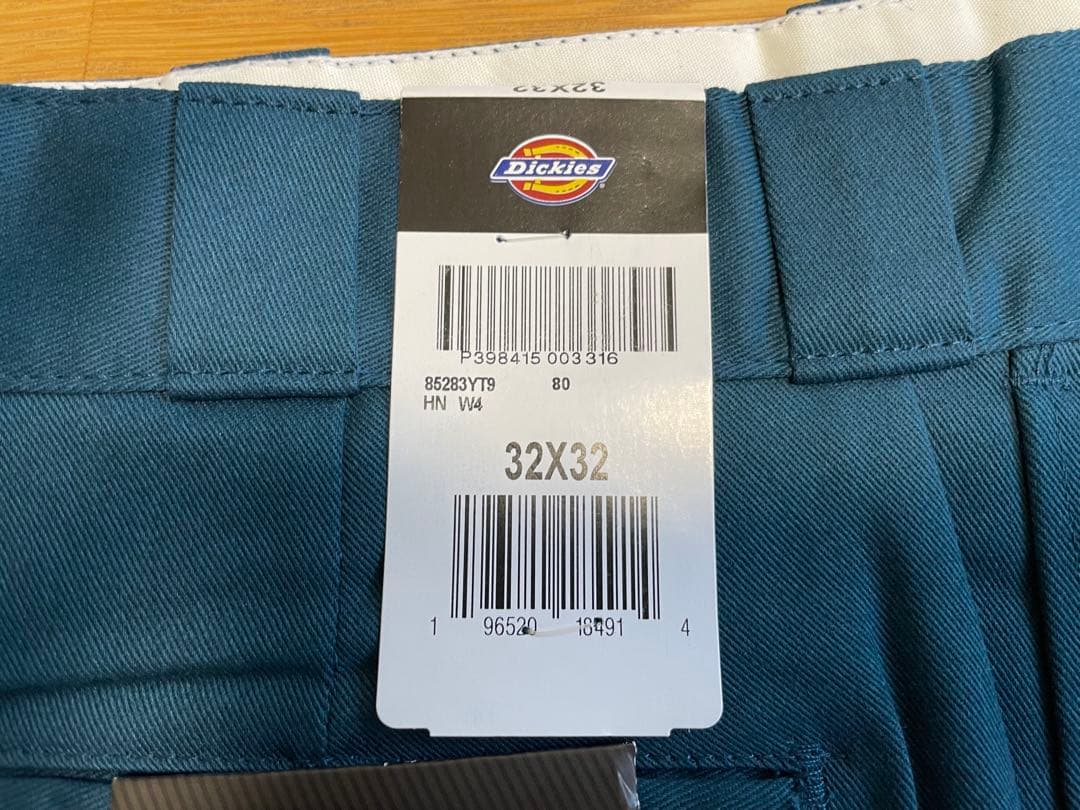 32X32
Dickies
®
P398415 003316
85283YT9 80
HN W4
32X32
1 96520 18491 4